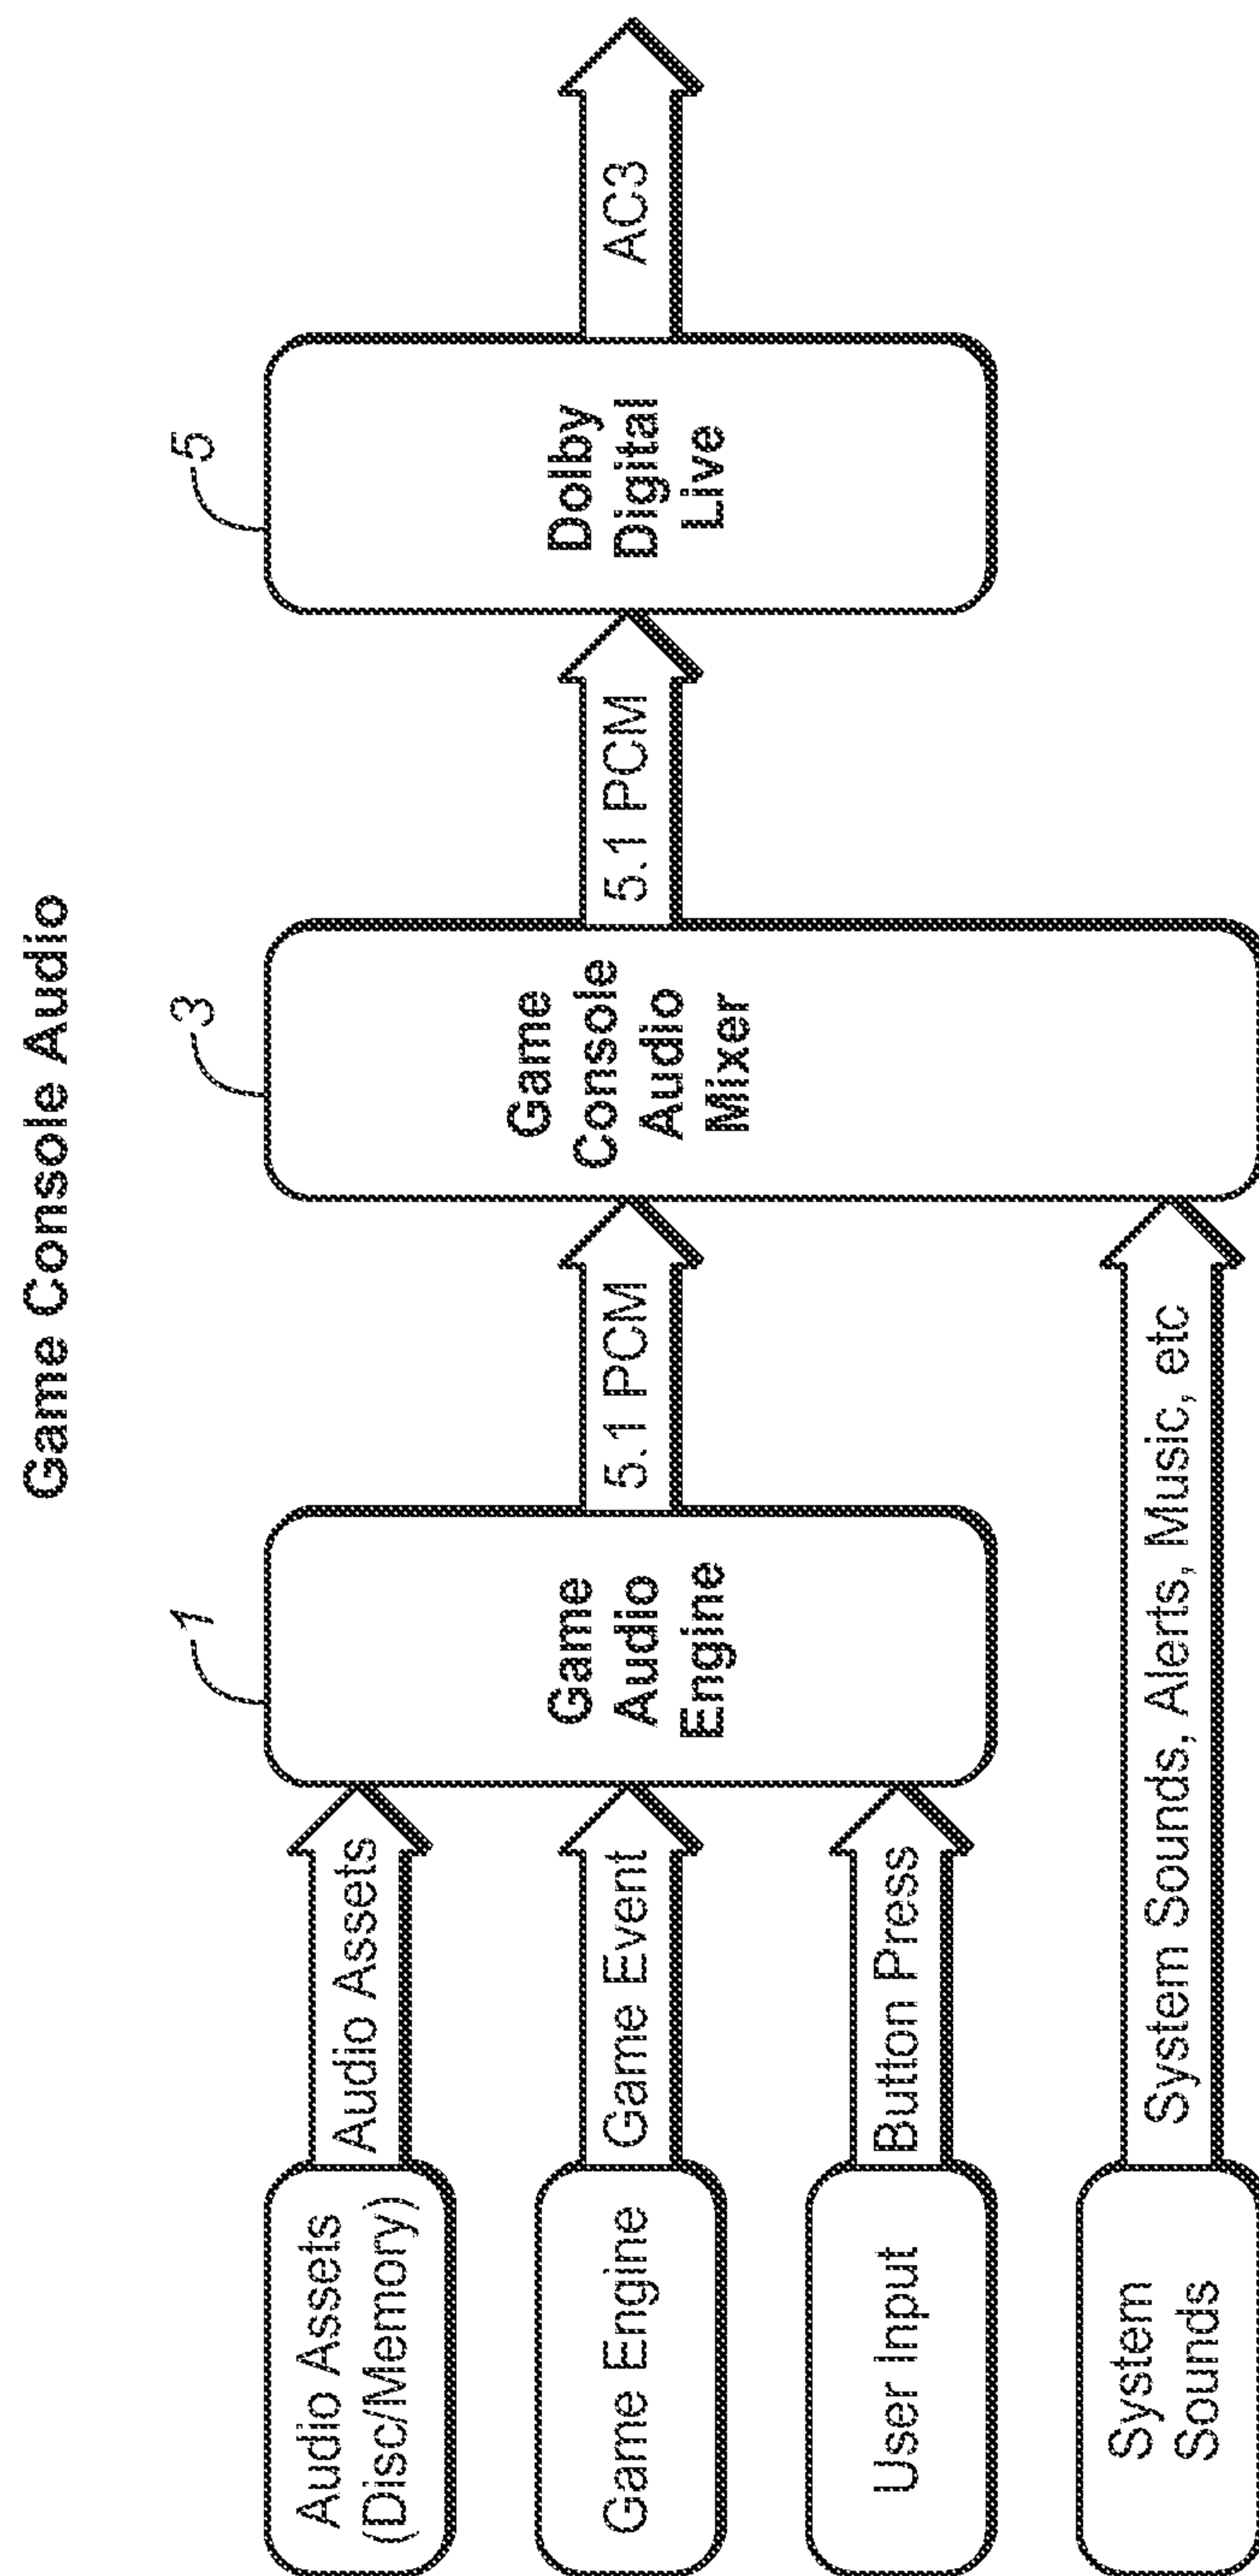 Game Console Audio
1
3
5
Audio Assets
(Disc/Memory)
Audio Assets
Game Engine
Game Event
User Input
Button Press
System
Sounds
System Sounds, Alerts, Music, etc
Game
Audio
Engine
5.1 PCM
Game
Console
Audio
Mixer
5.1 PCM
Dolby
Digital
Live
AC3